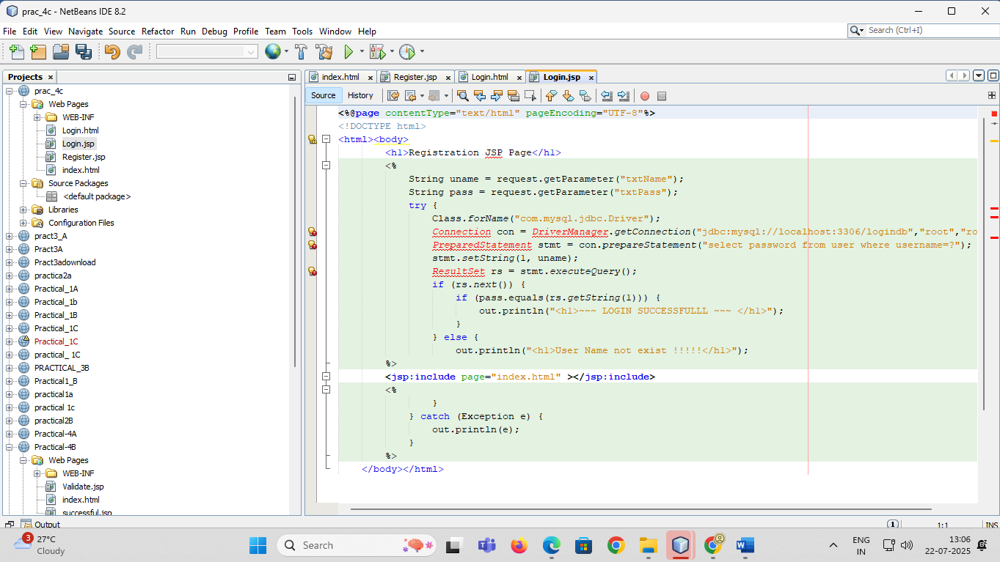 prac_4c - NetBeans IDE 8.2
File Edit View Navigate Source Refactor Run Debug Profile Team Tools Window Help
Search (Ctrl+I)
Projects
prac_4c
Web Pages
WEB-INF
Login.html
Login.jsp
Register.jsp
index.html
Source Packages
<default package>
Libraries
Configuration Files
pract3_A
Pract3A
Pract3adownload
practica2a
Practical_1A
Practical_1b
Practical_1B
Practical_1C
Practical_1C
practical_ 1C
PRACTICAL_3B
Practical1_B
practical1a
practical 1c
practical2B
Practical-4A
Practical-4B
Web Pages
WEB-INF
Validate.jsp
index.html
successful.jsp
index.html Register.jsp Login.html Login.jsp
Source History
<%@page contentType="text/html" pageEncoding="UTF-8"%>
<!DOCTYPE html>
<html><body>
<h1>Registration JSP Page</h1>
<%
String uname = request.getParameter("txtName");
String pass = request.getParameter("txtPass");
try {
Class.forName("com.mysql.jdbc.Driver");
Connection con = DriverManager.getConnection("jdbc:mysql://localhost:3306/logindb","root","ro
PreparedStatement stmt = con.prepareStatement("select password from user where username=?");
stmt.setString(1, uname);
ResultSet rs = stmt.executeQuery();
if (rs.next()) {
if (pass.equals(rs.getString(1))) {
out.println("<h1>~~~ LOGIN SUCCESSFULLL ~~~ </h1>");
}
} else {
out.println("<h1>User Name not exist !!!!!</h1>");
%>
<jsp:include page="index.html" ></jsp:include>
<%
}
} catch (Exception e) {
out.println(e);
}
%>
</body></html>
Output
1
1:1
INS
3
27°C
Cloudy
Search
ENG
IN
13:06
22-07-2025